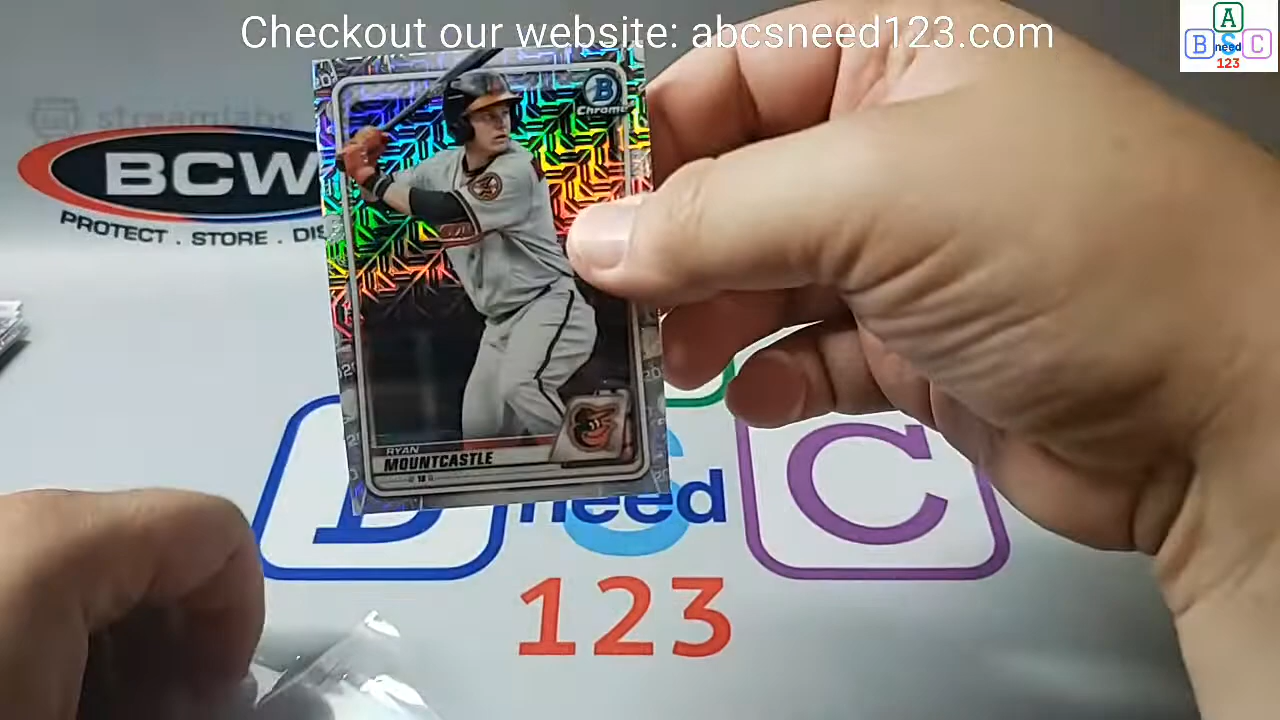 Checkout our website: abcsneed123.com
A
B need S C
123
streamlabs
BCW
PROTECT . STORE . DIS
B
Chrome
RYAN
MOUNTCASTLE
B need S C
123